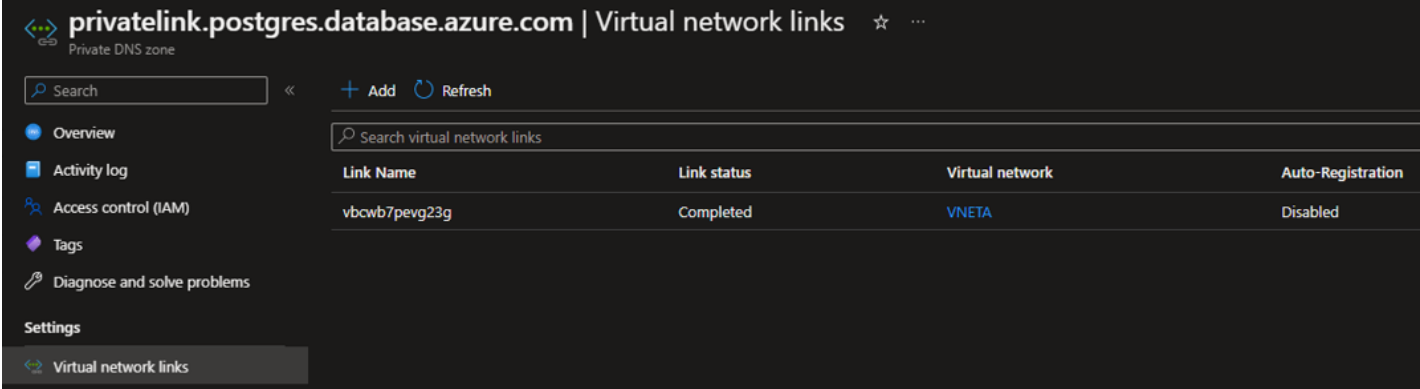 privatelink.postgres.database.azure.com | Virtual network links ☆ ...
Private DNS zone
Search «
+ Add Refresh
Overview
Activity log
Access control (IAM)
Tags
Diagnose and solve problems
Settings
Virtual network links
Search virtual network links
Link Name Link status Virtual network Auto-Registration
vbcwb7pevg23g Completed VNETA Disabled